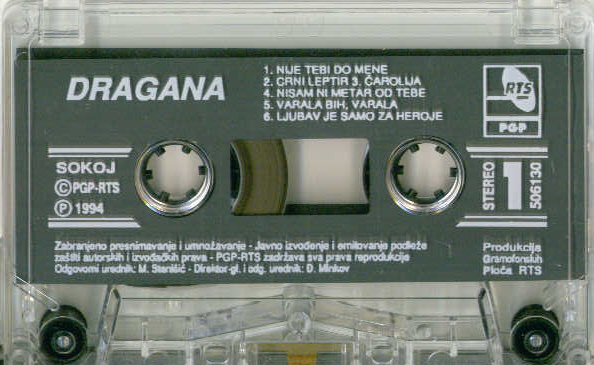 DRAGANA
1. NIJE TEBI DO MENE
2. CRNI LEPTIR 3. ČAROLIJA
4. NISAM NI METAR OD TEBE
5. VARALA BIH, VARALA
6. LJUBAV JE SAMO ZA HEROJE
RTS
PGP
SOKOJ
©PGP-RTS
℗ 1994
STEREO
1
506130
Zabranjeno presnimavanje i umnožavanje - Javno izvođenje i emitovanje podleže
zaštiti autorskih i izvođačkih prava - PGP-RTS zadržava sva prava reprodukcije
Odgovorni urednik: M. Stanišić - Direktor-gl. i odg. urednik: Đ. Minkov
Produkcija
Gramofonskih
Ploča RTS